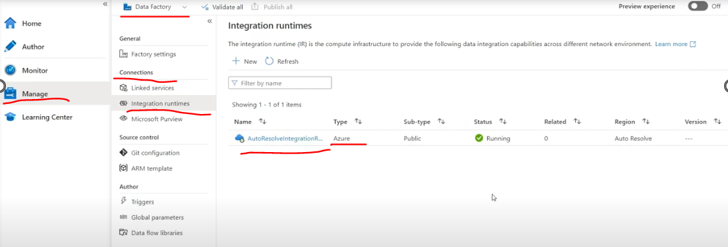 Data Factory
Validate all
Publish all
Preview experience
Off
«
«
Home
Author
Monitor
Manage
Learning Center
General
Factory settings
Connections
Linked services
Integration runtimes
Microsoft Purview
Source control
Git configuration
ARM template
Author
Triggers
Global parameters
Data flow libraries
Integration runtimes
The integration runtime (IR) is the compute infrastructure to provide the following data integration capabilities across different network environment. Learn more
New
Refresh
Filter by name
Showing 1 - 1 of 1 items
Name Type Sub-type Status Related Region Version
AutoResolveIntegrationR... Azure Public Running 0 Auto Resolve ---